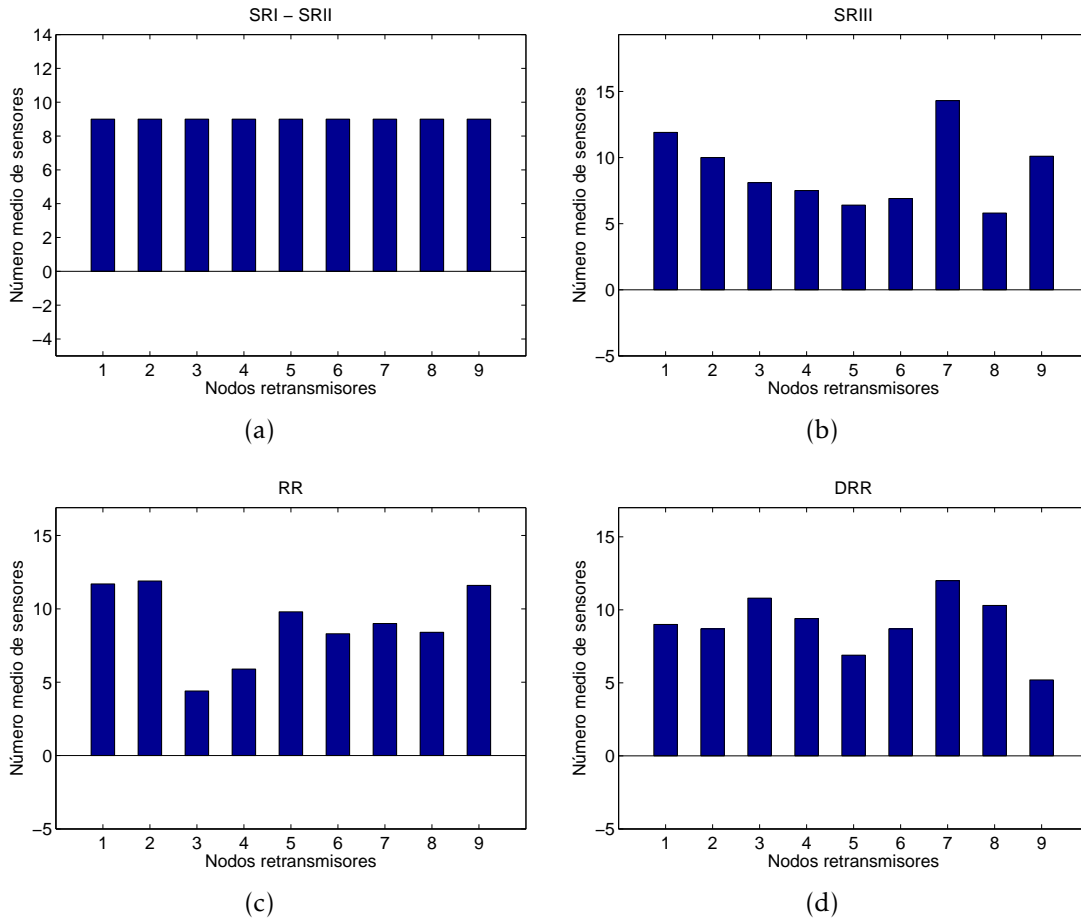 SRI – SRII
Número medio de sensores
14
12
10
8
6
4
2
0
−2
−4
1 2 3 4 5 6 7 8 9
Nodos retransmisores
(a)
SRIII
Número medio de sensores
15
10
5
0
−5
1 2 3 4 5 6 7 8 9
Nodos retransmisores
(b)
RR
Número medio de sensores
15
10
5
0
−5
1 2 3 4 5 6 7 8 9
Nodos retransmisores
(c)
DRR
Número medio de sensores
15
10
5
0
−5
1 2 3 4 5 6 7 8 9
Nodos retransmisores
(d)